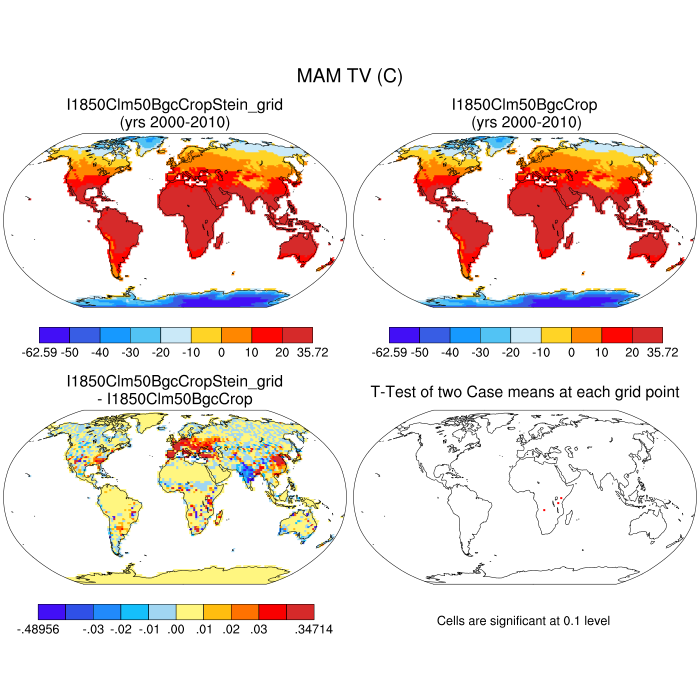 MAM TV (C)
I1850Clm50BgcCropStein_grid
(yrs 2000-2010)
I1850Clm50BgcCrop
(yrs 2000-2010)
-62.59 -50 -40 -30 -20 -10 0 10 20 35.72
-62.59 -50 -40 -30 -20 -10 0 10 20 35.72
I1850Clm50BgcCropStein_grid
- I1850Clm50BgcCrop
T-Test of two Case means at each grid point
-.48956 -.03 -.02 -.01 .00 .01 .02 .03 .34714
Cells are significant at 0.1 level